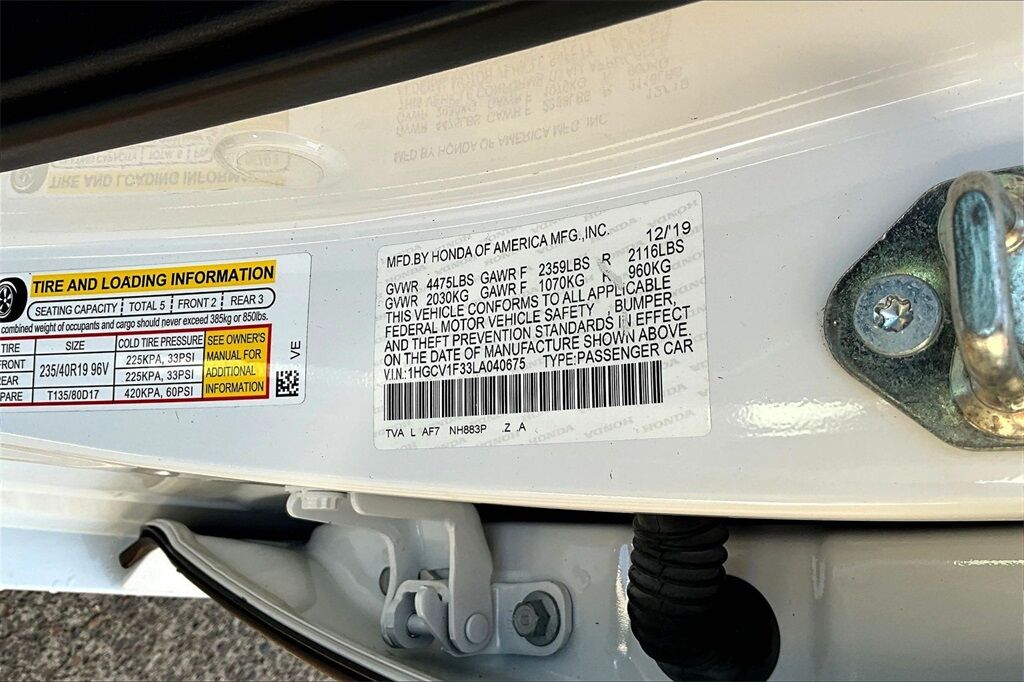 TIRE AND LOADING INFORMATION
SEATING CAPACITY TOTAL 5 FRONT 2 REAR 3
combined weight of occupants and cargo should never exceed 385kg or 850lbs.
TIRE SIZE COLD TIRE PRESSURE SEE OWNER'S MANUAL FOR ADDITIONAL INFORMATION
FRONT 235/40R19 96V 225KPA, 33PSI
REAR 225KPA, 33PSI
SPARE T135/80D17 420KPA, 60PSI
VE
MFD.BY HONDA OF AMERICA MFG.,INC. 12/'19
GVWR 4475LBS GAWR F 2359LBS R 2116LBS
GVWR 2030KG GAWR F 1070KG 960KG
THIS VEHICLE CONFORMS TO ALL APPLICABLE
FEDERAL MOTOR VEHICLE SAFETY , BUMPER,
AND THEFT PREVENTION STANDARDS IN EFFECT
ON THE DATE OF MANUFACTURE SHOWN ABOVE.
V.I.N.:1HGCV1F33LA040675 TYPE:PASSENGER CAR
TVA L AF7 NH883P .Z .A